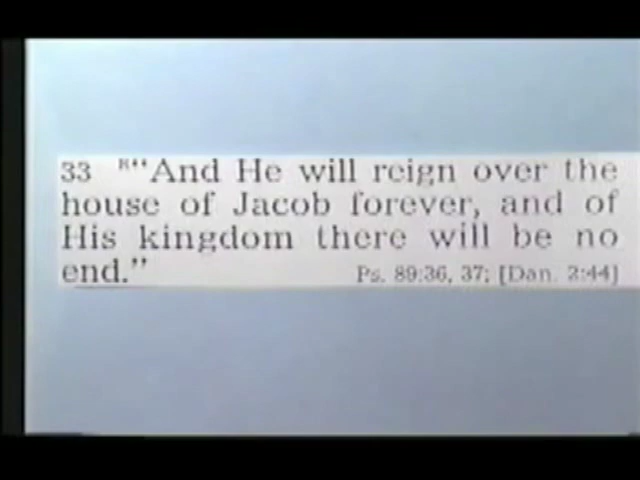 33 R"“And He will reign over the
house of Jacob forever, and of
His kingdom there will be no
end.”
Ps. 89:36, 37; [Dan. 2:44]